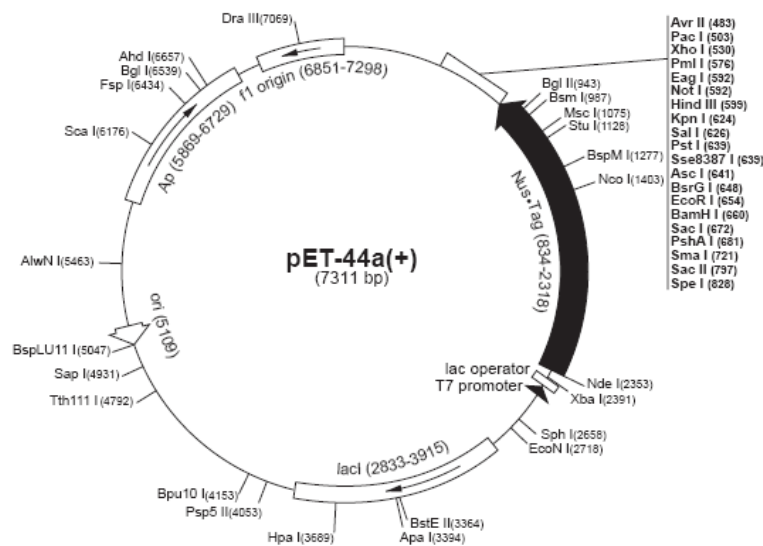 Dra III(7069)
Ahd I(6657)
Bgl I(6539)
Fsp I(6434)
Sca I(6176)
f1 origin (6851-7298)
Ap (5869-6729)
AlwN I(5463)
ori (5109)
BspLU11 I(5047)
Sap I(4931)
Tth111 I(4792)
Bpu10 I(4153)
Psp5 II(4053)
Hpa I(3689)
Apa I(3394)
BstE II(3364)
lacI (2833-3915)
EcoN I(2718)
Sph I(2658)
Xba I(2391)
Nde I(2353)
lac operator
T7 promoter
pET-44a(+)
(7311 bp)
Nus•Tag (834-2318)
Bgl II(943)
Bsm I(987)
Msc I(1075)
Stu I(1128)
BspM I(1277)
Nco I(1403)
Avr II (483)
Pac I (503)
Xho I (530)
Pml I (576)
Eag I (592)
Not I (592)
Hind III (599)
Kpn I (624)
Sal I (626)
Pst I (639)
Sse8387 I (639)
Asc I (641)
BsrG I (648)
EcoR I (654)
BamH I (660)
Sac I (672)
PshA I (681)
Sma I (721)
Sac II (797)
Spe I (828)